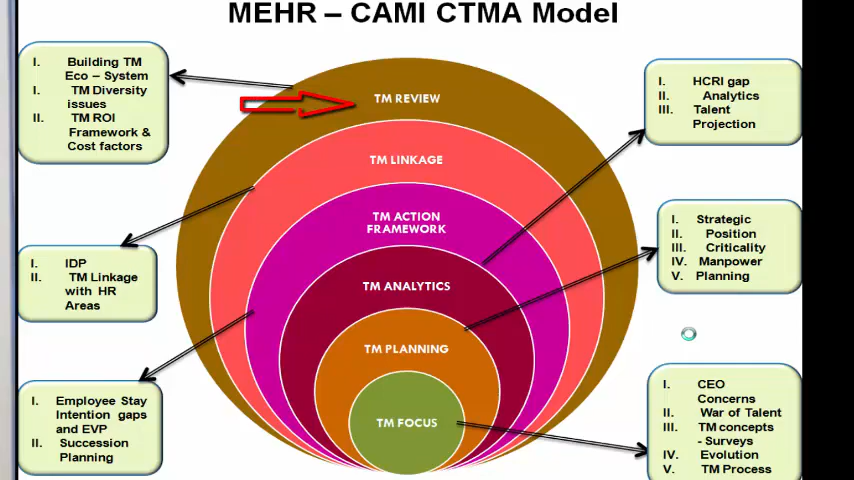 MEHR – CAMI CTMA Model
I. Building TM
Eco – System
I. TM Diversity
issues
II. TM ROI
Framework &
Cost factors
I. IDP
II. TM Linkage
with HR
Areas
I. Employee Stay
Intention gaps
and EVP
II. Succession
Planning
TM REVIEW
TM LINKAGE
TM ACTION
FRAMEWORK
TM ANALYTICS
TM PLANNING
TM FOCUS
I. HCRI gap
II. Analytics
III. Talent
Projection
I. Strategic
II. Position
III. Criticality
IV. Manpower
V. Planning
I. CEO
Concerns
II. War of Talent
III. TM concepts
- Surveys
IV. Evolution
V. TM Process